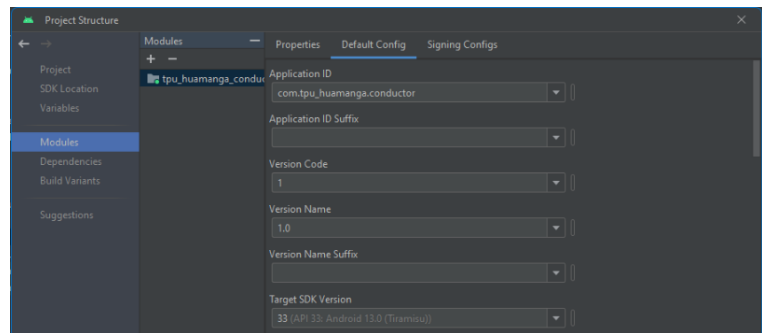 Project Structure
Modules
Properties Default Config Signing Configs
Project
SDK Location
Variables
Modules
Dependencies
Build Variants
Suggestions
tpu_huamanga_conduc
Application ID
com.tpu_huamanga.conductor
Application ID Suffix
Version Code
1
Version Name
1.0
Version Name Suffix
Target SDK Version
33 (API 33: Android 13.0 (Tiramisu))